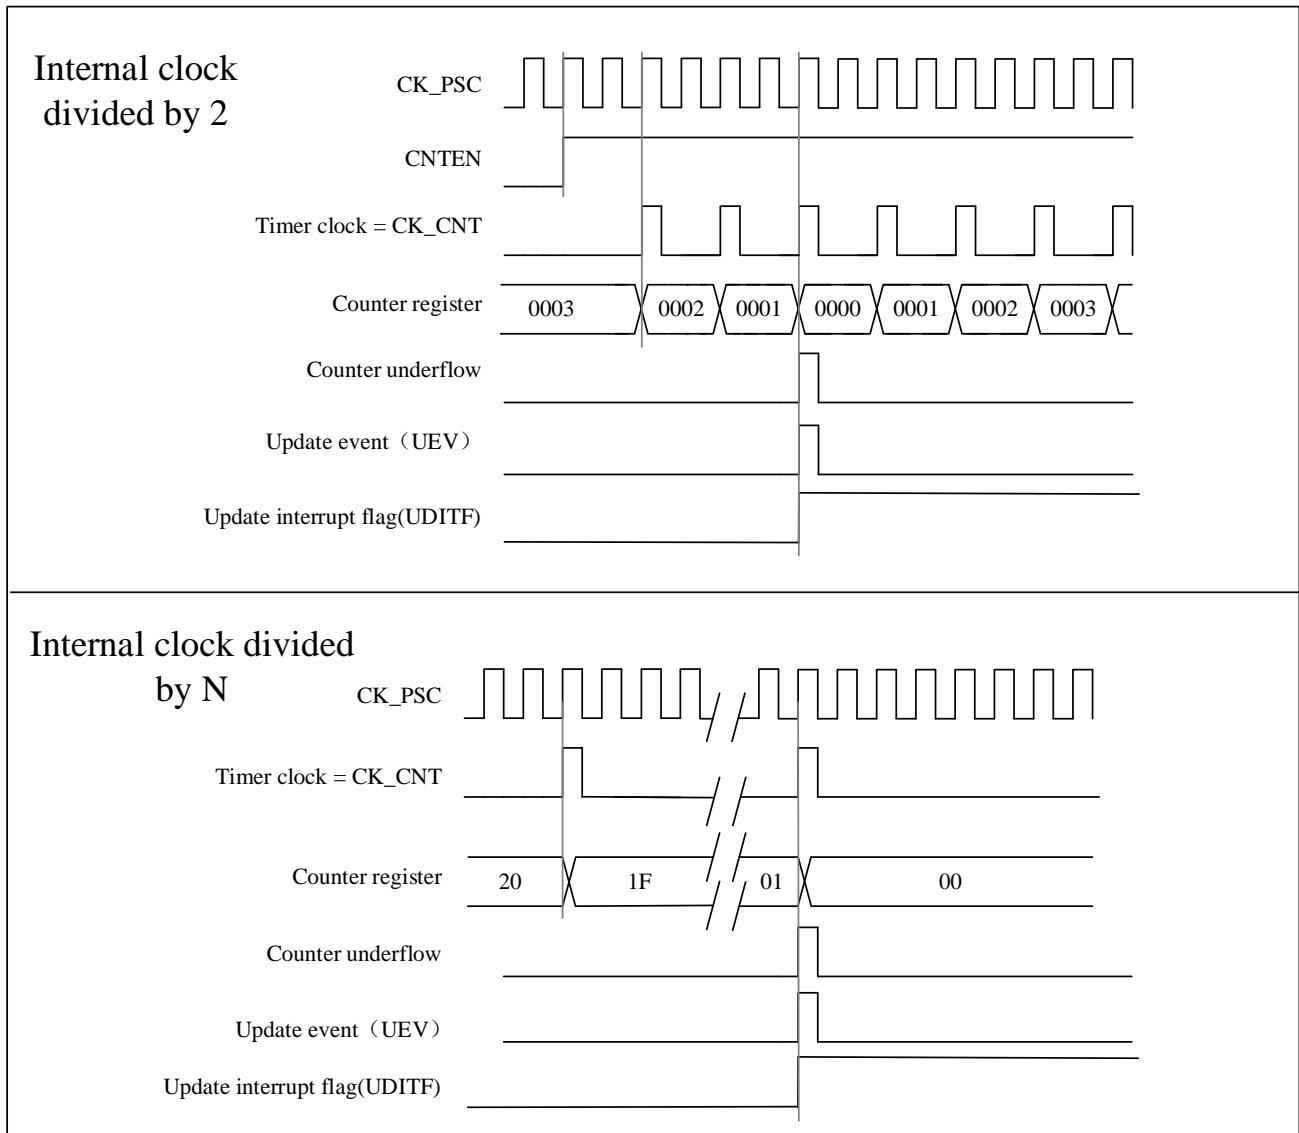 Internal clock
divided by 2
CK_PSC
CNTEN
Timer clock = CK_CNT
Counter register
0003 0002 0001 0000 0001 0002 0003
Counter underflow
Update event（UEV）
Update interrupt flag(UDITF)
Internal clock divided
by N
CK_PSC
Timer clock = CK_CNT
Counter register
20 1F 01 00
Counter underflow
Update event（UEV）
Update interrupt flag(UDITF)